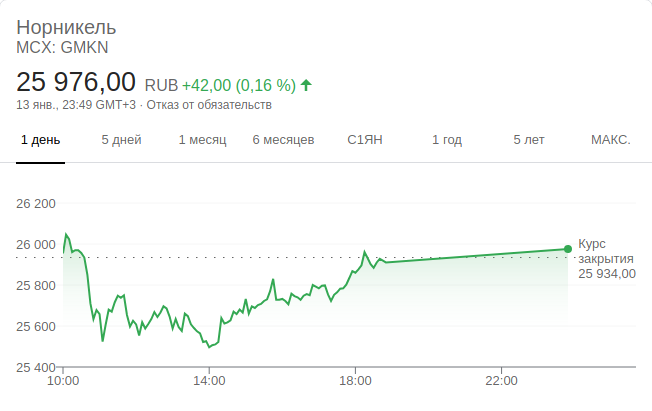 Норникель
MCX: GMKN
25 976,00 RUB +42,00 (0,16 %)
13 янв., 23:49 GMT+3 · Отказ от обязательств
1 день 5 дней 1 месяц 6 месяцев С1ЯН 1 год 5 лет МАКС.
26 200
26 000
25 800
25 600
25 400
Курс
закрытия
25 934,00
10:00 14:00 18:00 22:00